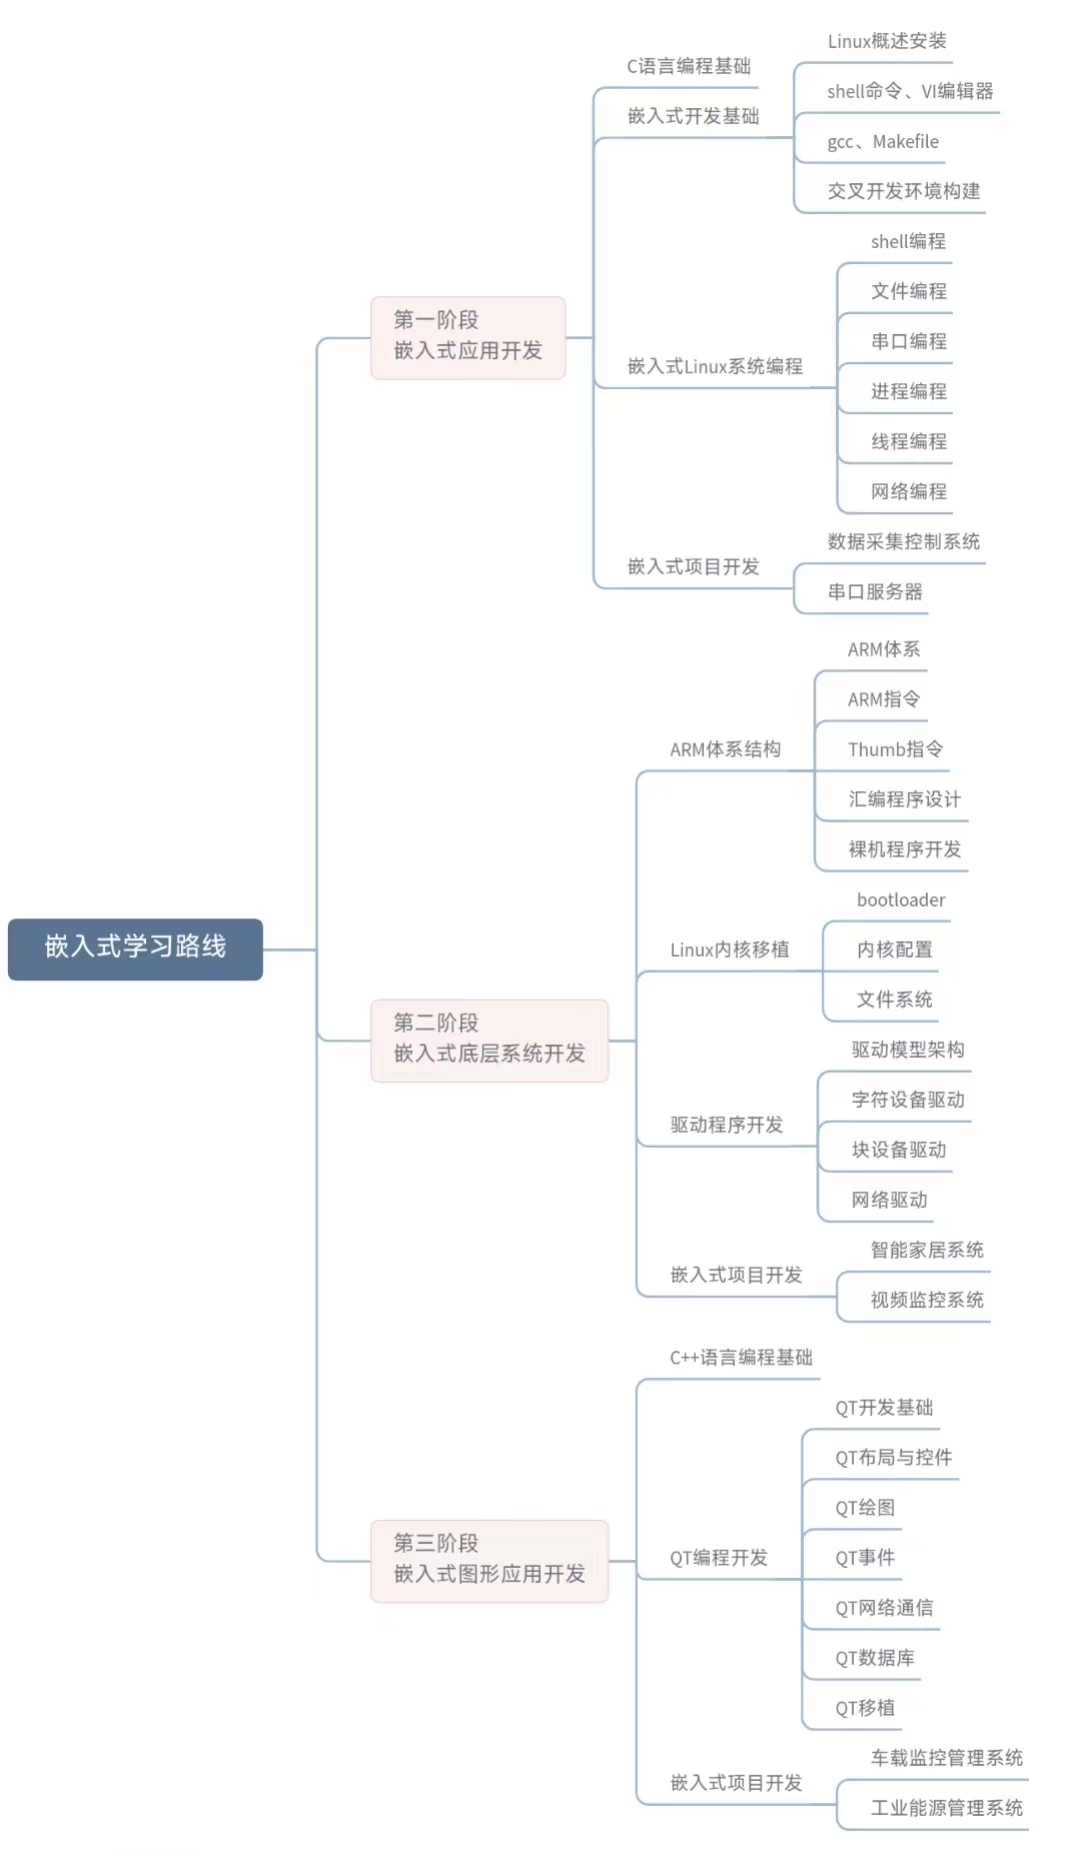 嵌入式学习路线
第一阶段
嵌入式应用开发
C语言编程基础
嵌入式开发基础
Linux概述安装
shell命令、VI编辑器
gcc、Makefile
交叉开发环境构建
嵌入式Linux系统编程
shell编程
文件编程
串口编程
进程编程
线程编程
网络编程
嵌入式项目开发
数据采集控制系统
串口服务器
第二阶段
嵌入式底层系统开发
ARM体系结构
ARM体系
ARM指令
Thumb指令
汇编程序设计
裸机程序开发
Linux内核移植
bootloader
内核配置
文件系统
驱动程序开发
驱动模型架构
字符设备驱动
块设备驱动
网络驱动
嵌入式项目开发
智能家居系统
视频监控系统
第三阶段
嵌入式图形应用开发
C++语言编程基础
QT编程开发
QT开发基础
QT布局与控件
QT绘图
QT事件
QT网络通信
QT数据库
QT移植
嵌入式项目开发
车载监控管理系统
工业能源管理系统